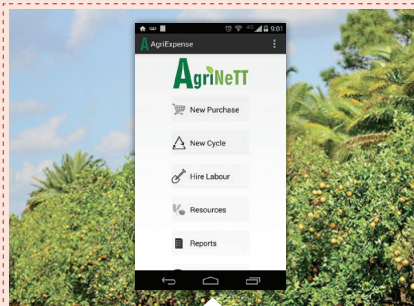 9:01
AgriExpense
AgriNeTT
New Purchase
New Cycle
Hire Labour
Resources
Reports